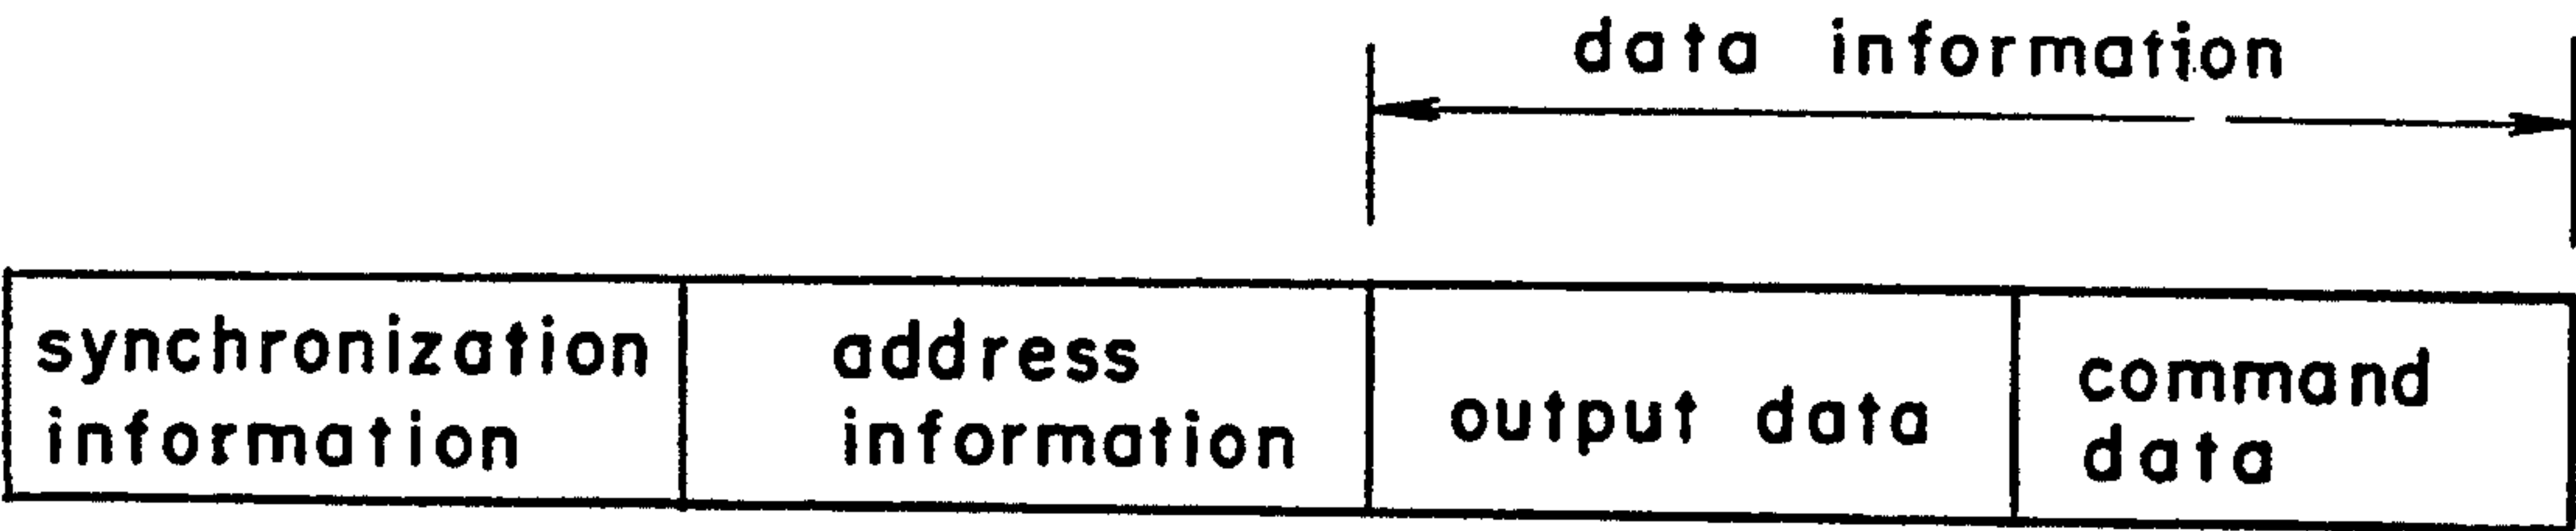 data information
synchronization
information
address
information
output data
command
data